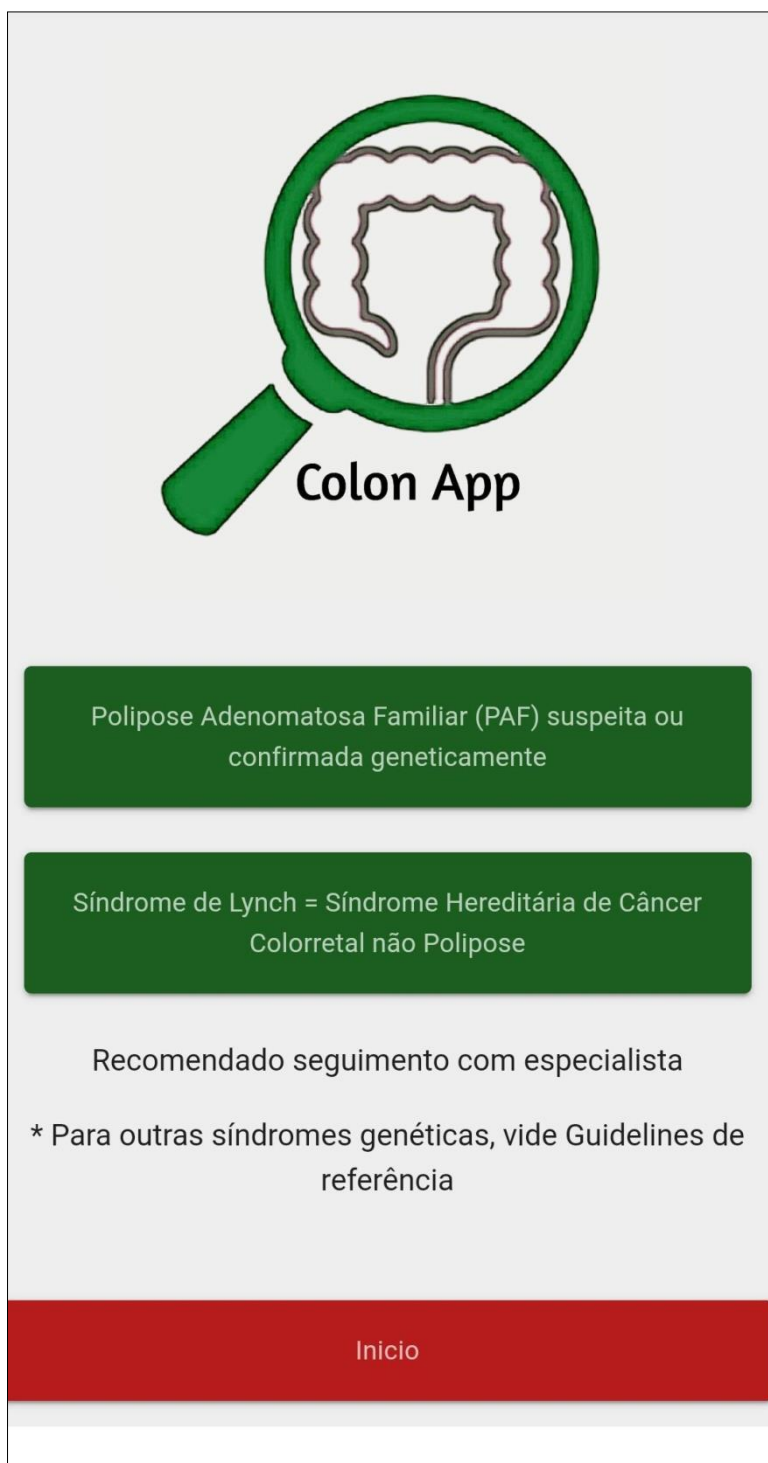 Colon App
Polipose Adenomatosa Familiar (PAF) suspeita ou
confirmada geneticamente
Síndrome de Lynch = Síndrome Hereditária de Câncer
Colorretal não Polipose
Recomendado seguimento com especialista
* Para outras síndromes genéticas, vide Guidelines de
referência
Inicio